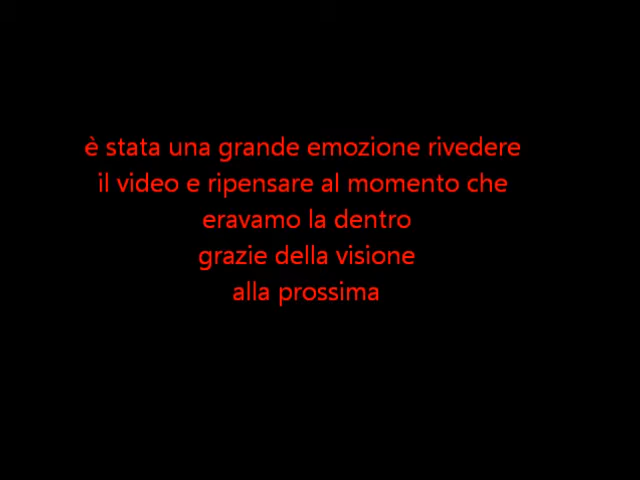 è stata una grande emozione rivedere
il video e ripensare al momento che
eravamo la dentro
grazie della visione
alla prossima